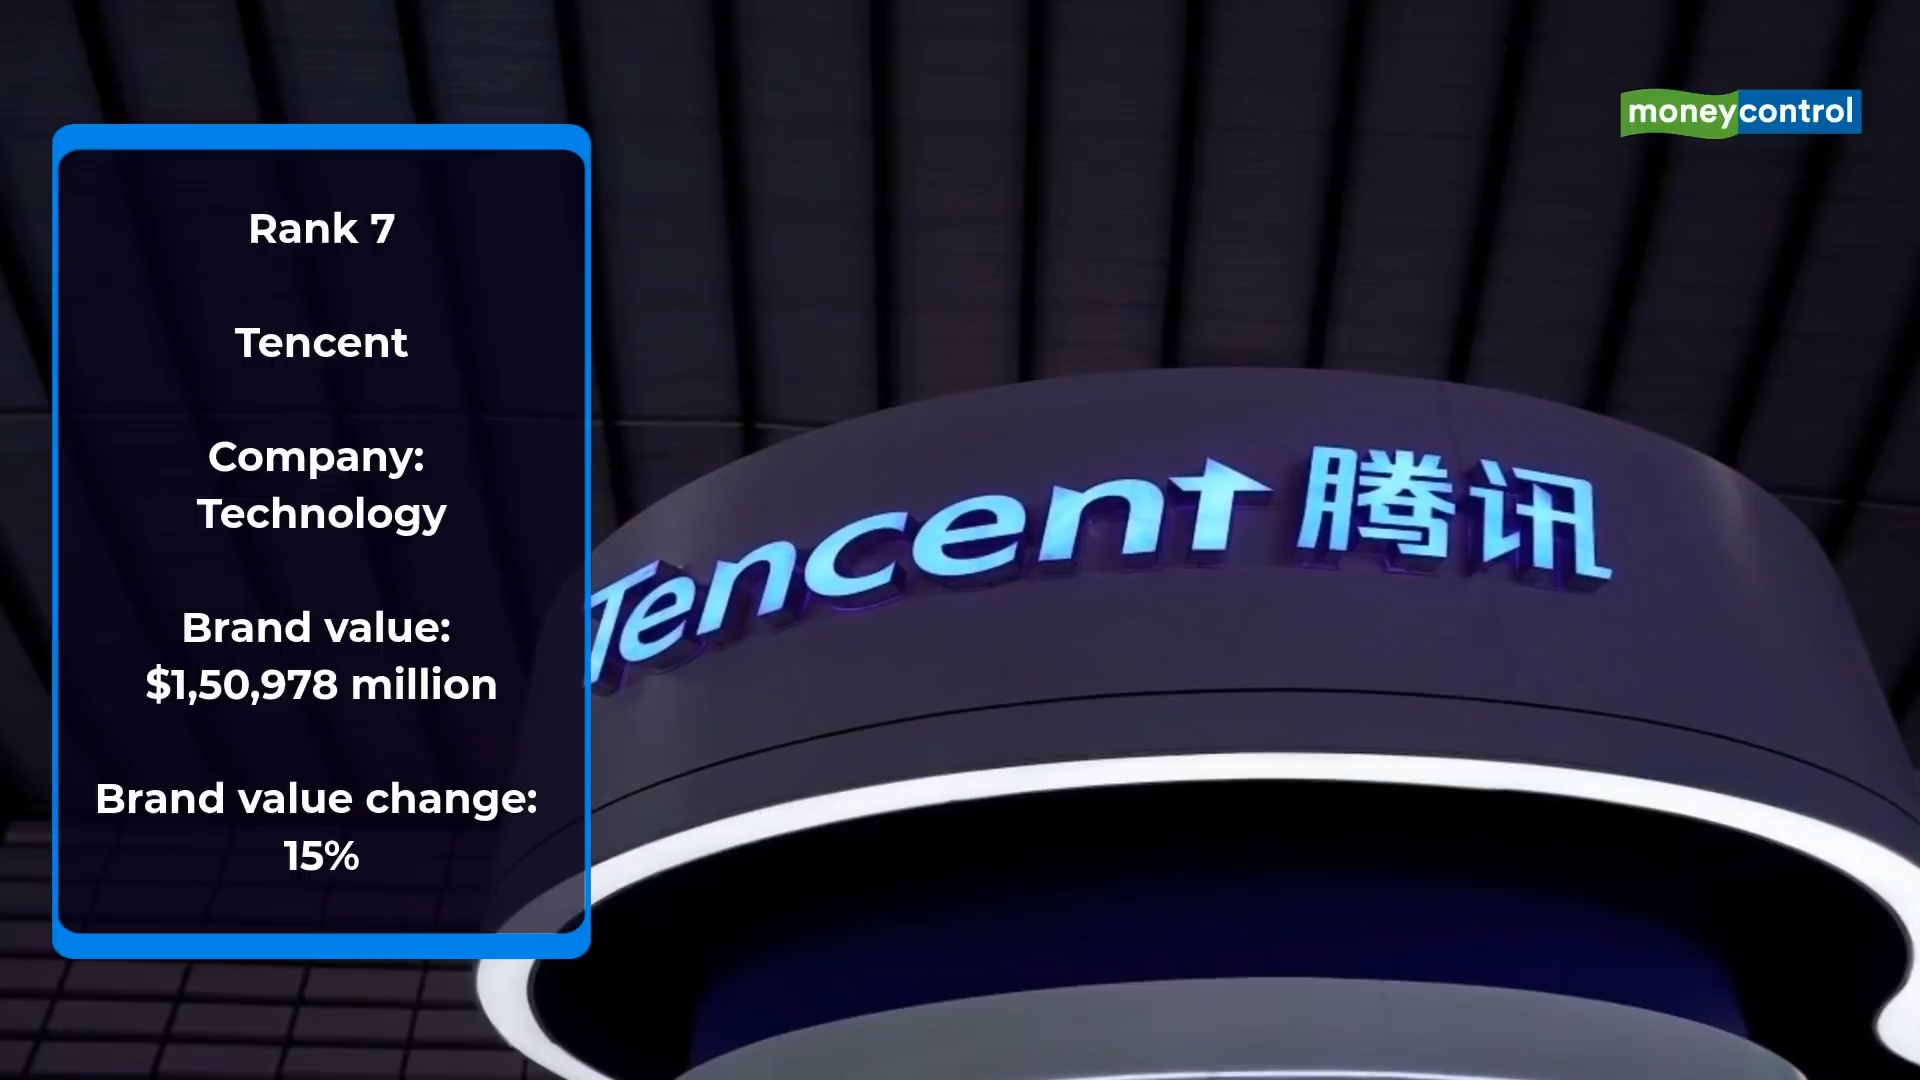 moneycontrol
Rank 7
Tencent
Company:
Technology
Brand value:
$1,50,978 million
Brand value change:
15%
Tencent 腾讯